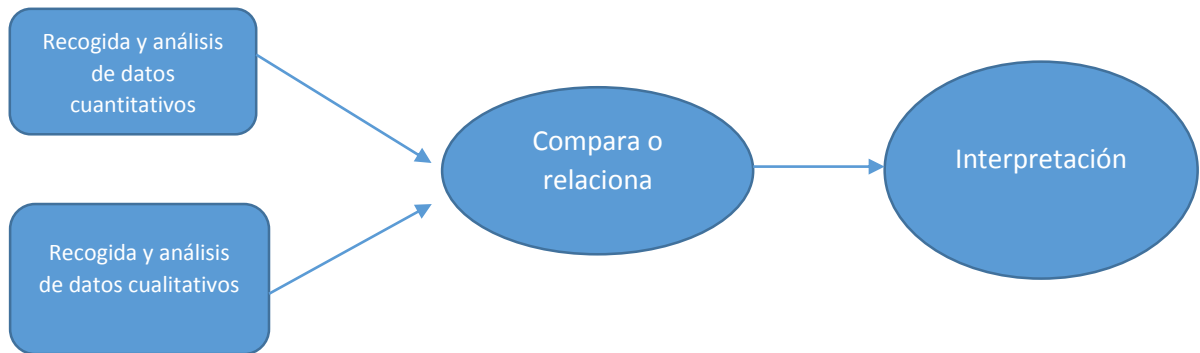 Recogida y análisis
de datos
cuantitativos
Recogida y análisis
de datos cualitativos
Compara o
relaciona
Interpretación